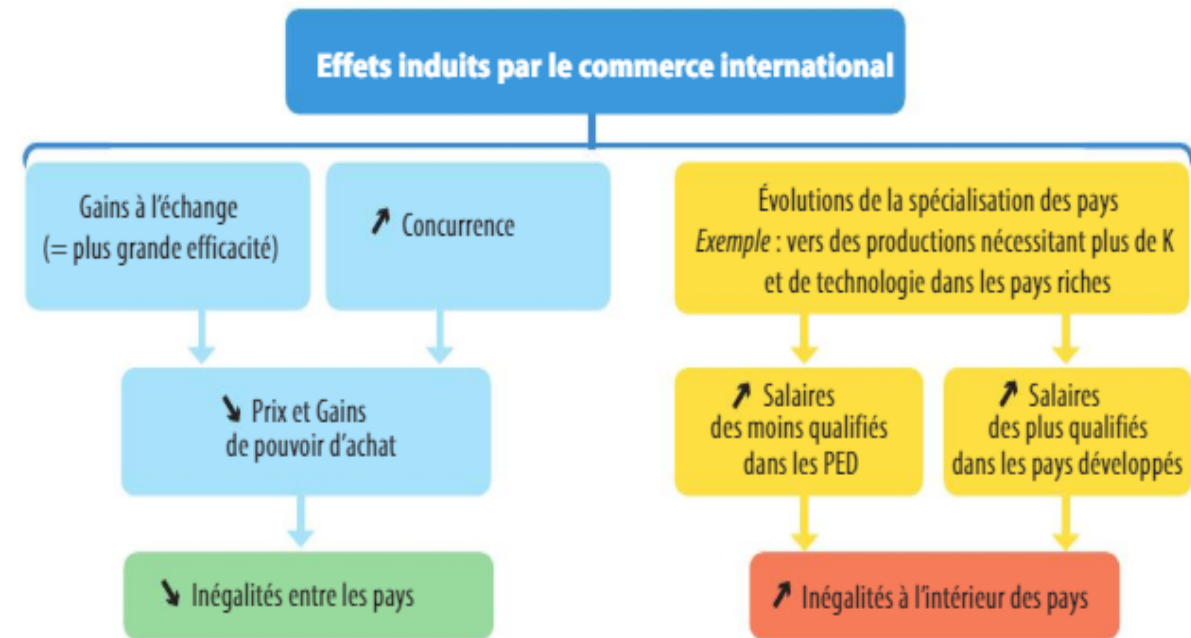 Effets induits par le commerce international
Gains à l'échange
(= plus grande efficacité)
↗ Concurrence
Évolutions de la spécialisation des pays
Exemple : vers des productions nécessitant plus de K
et de technologie dans les pays riches
↘ Prix et Gains
de pouvoir d'achat
↗ Salaires
des moins qualifiés
dans les PED
↗ Salaires
des plus qualifiés
dans les pays développés
↘ Inégalités entre les pays
↗ Inégalités à l'intérieur des pays